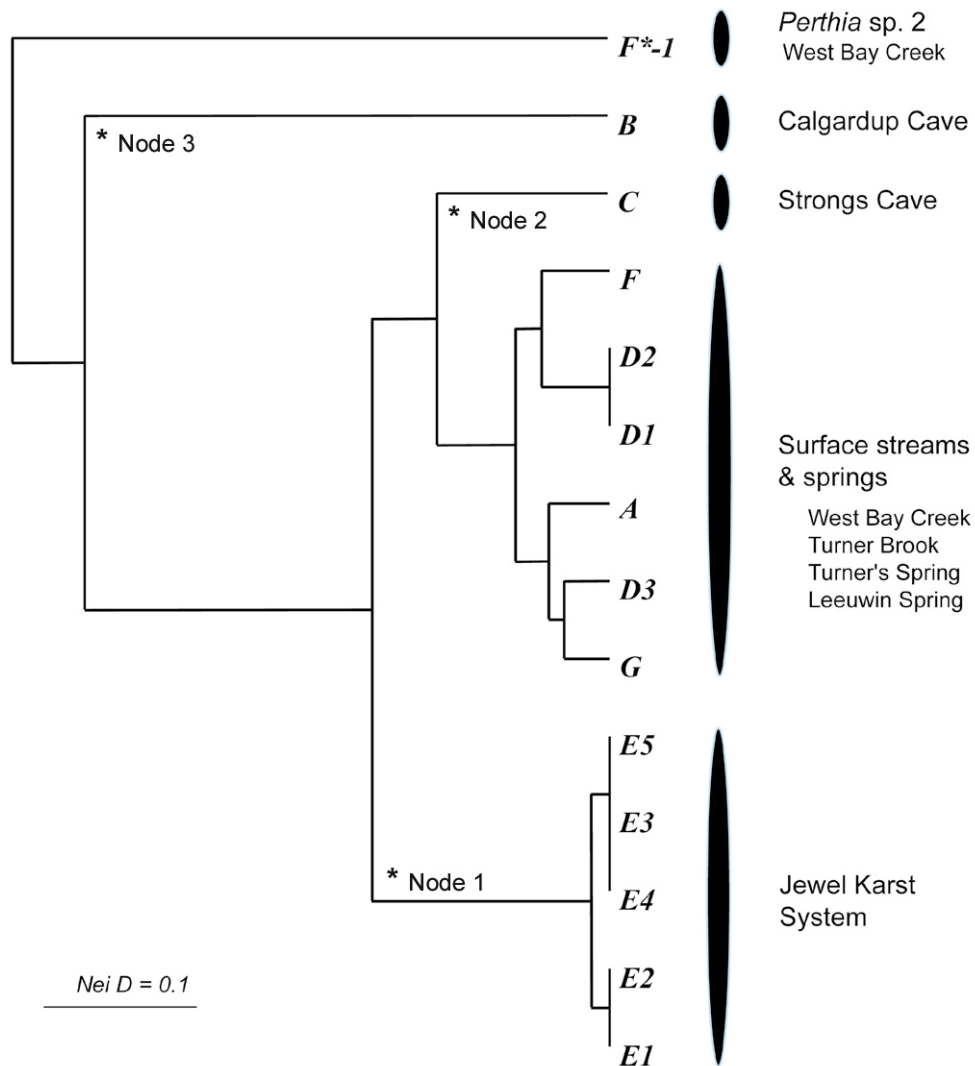 F*-1
Perthia sp. 2
West Bay Creek
* Node 3
B
Calgardup Cave
* Node 2
C
Strongs Cave
F
D2
D1
Surface streams
& springs
West Bay Creek
Turner Brook
Turner's Spring
Leeuwin Spring
A
D3
G
E5
E3
* Node 1
E4
Jewel Karst
System
E2
E1
Nei D = 0.1